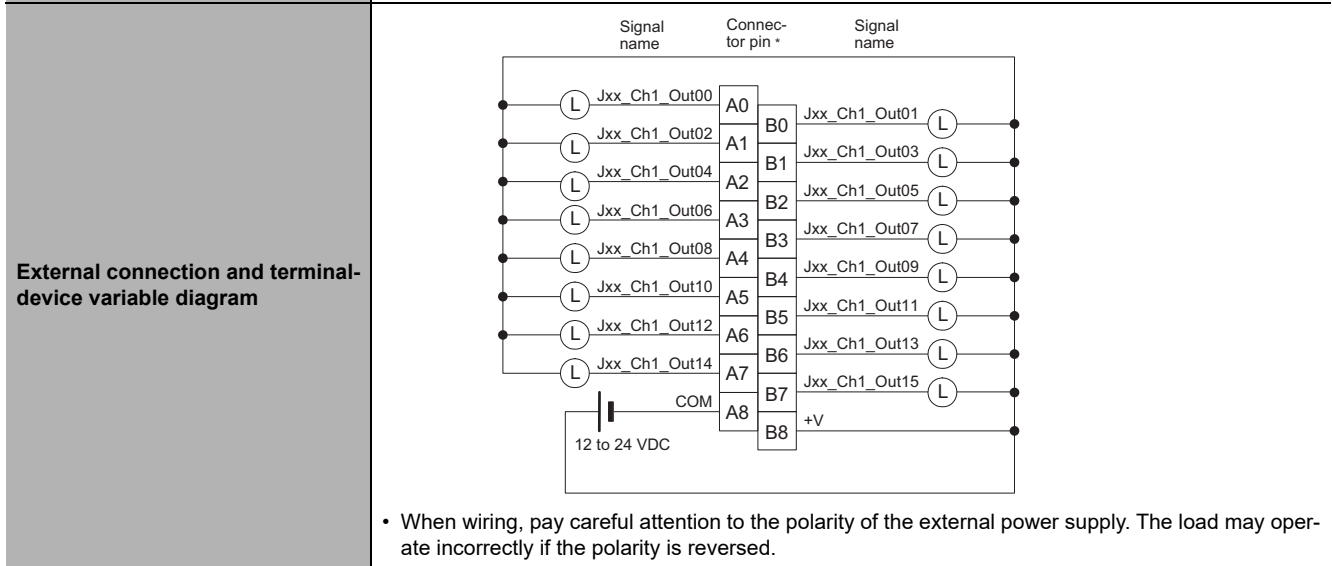 External connection and terminal-
device variable diagram
Signal
name
Connec-
tor pin *
Signal
name
L Jxx_Ch1_Out00 A0
B0 Jxx_Ch1_Out01 L
L Jxx_Ch1_Out02 A1
B1 Jxx_Ch1_Out03 L
L Jxx_Ch1_Out04 A2
B2 Jxx_Ch1_Out05 L
L Jxx_Ch1_Out06 A3
B3 Jxx_Ch1_Out07 L
L Jxx_Ch1_Out08 A4
B4 Jxx_Ch1_Out09 L
L Jxx_Ch1_Out10 A5
B5 Jxx_Ch1_Out11 L
L Jxx_Ch1_Out12 A6
B6 Jxx_Ch1_Out13 L
L Jxx_Ch1_Out14 A7
B7 Jxx_Ch1_Out15 L
COM A8
B8 +V
12 to 24 VDC
• When wiring, pay careful attention to the polarity of the external power supply. The load may oper-
ate incorrectly if the polarity is reversed.